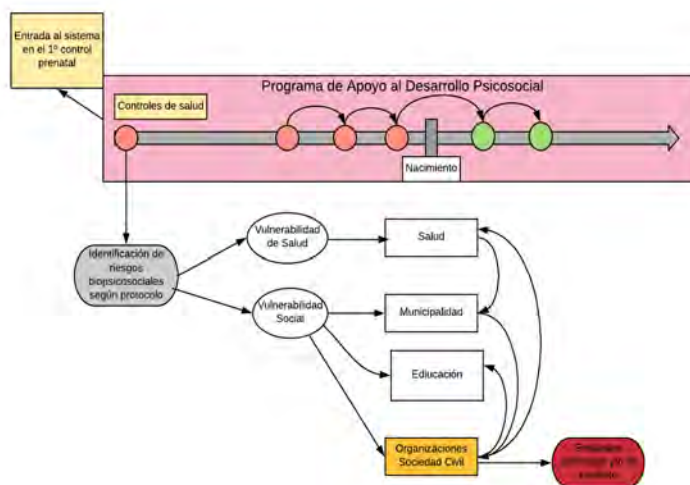 Entrada al sistema
en el 1º control
prenatal
Programa de Apoyo al Desarrollo Psicosocial
Controles de salud
Nacimiento
Identificación de
riesgos
biopsicosociales
según protocolo
Vulnerabilidad
de Salud
Vulnerabilidad
Social
Salud
Municipalidad
Edlucación
Organizaciones
Sociedad Civil